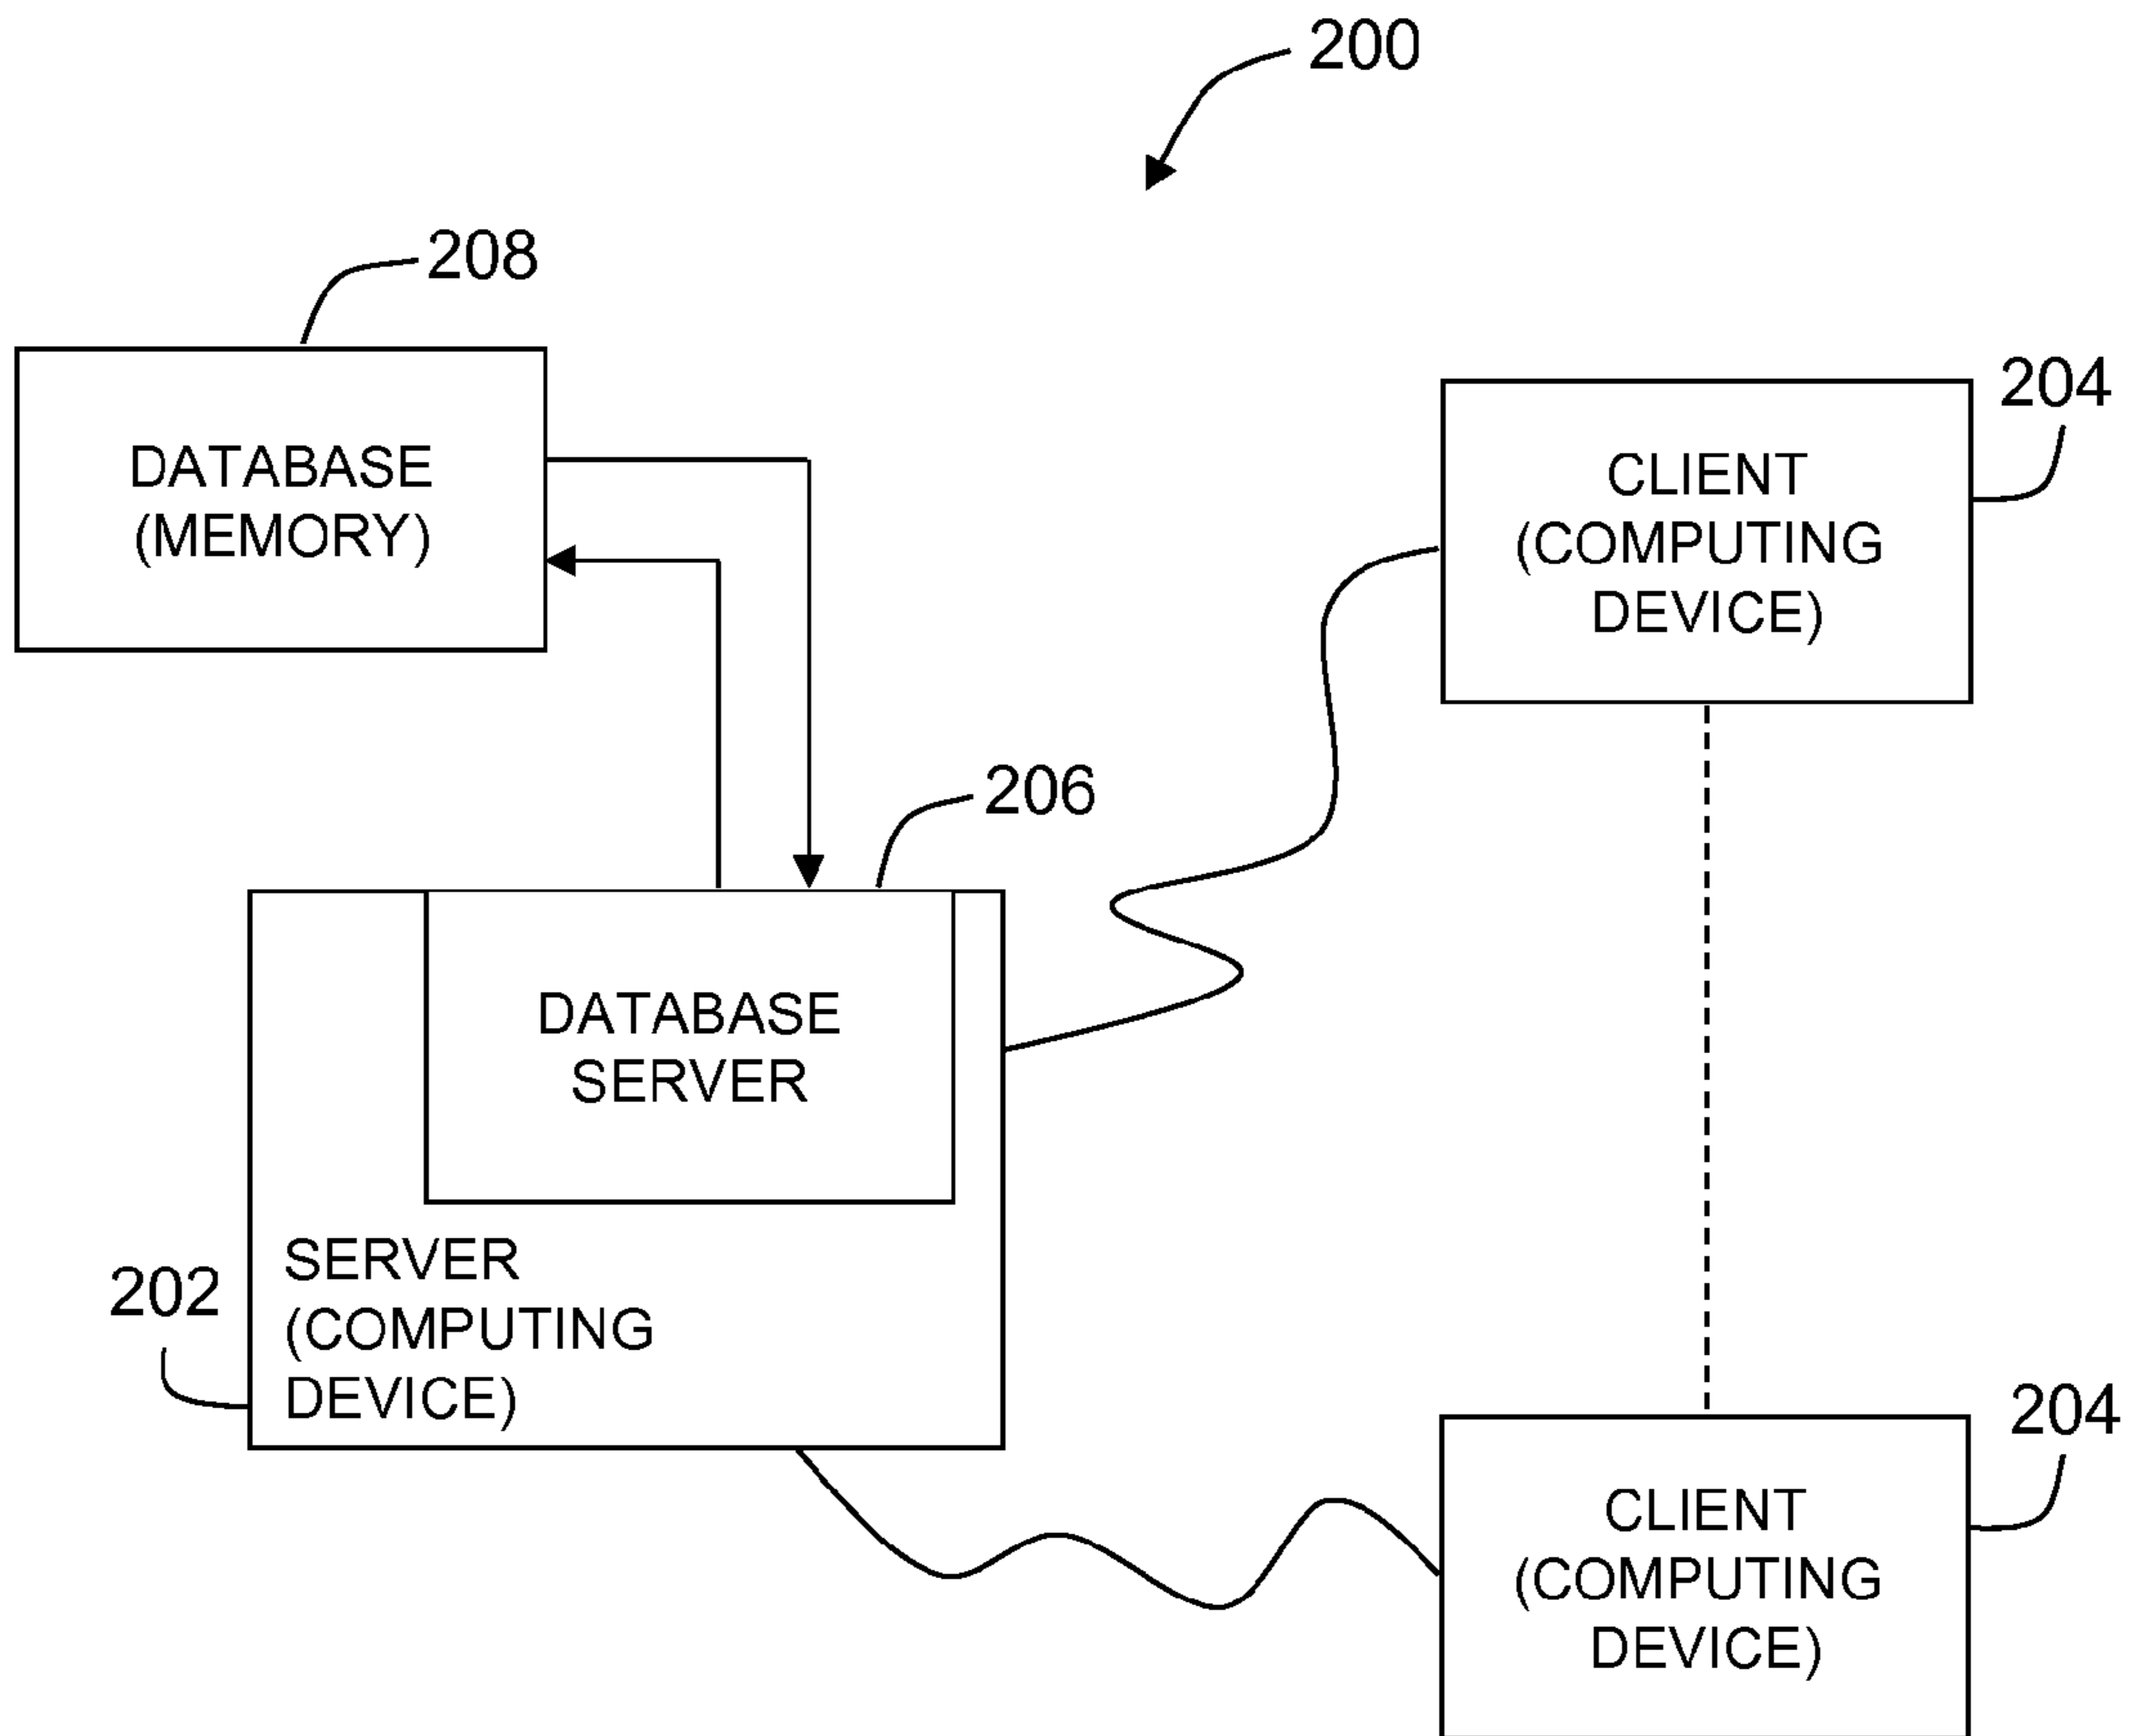 200
208
DATABASE
(MEMORY)
204
CLIENT
(COMPUTING
DEVICE)
206
DATABASE
SERVER
202
SERVER
(COMPUTING
DEVICE)
204
CLIENT
(COMPUTING
DEVICE)